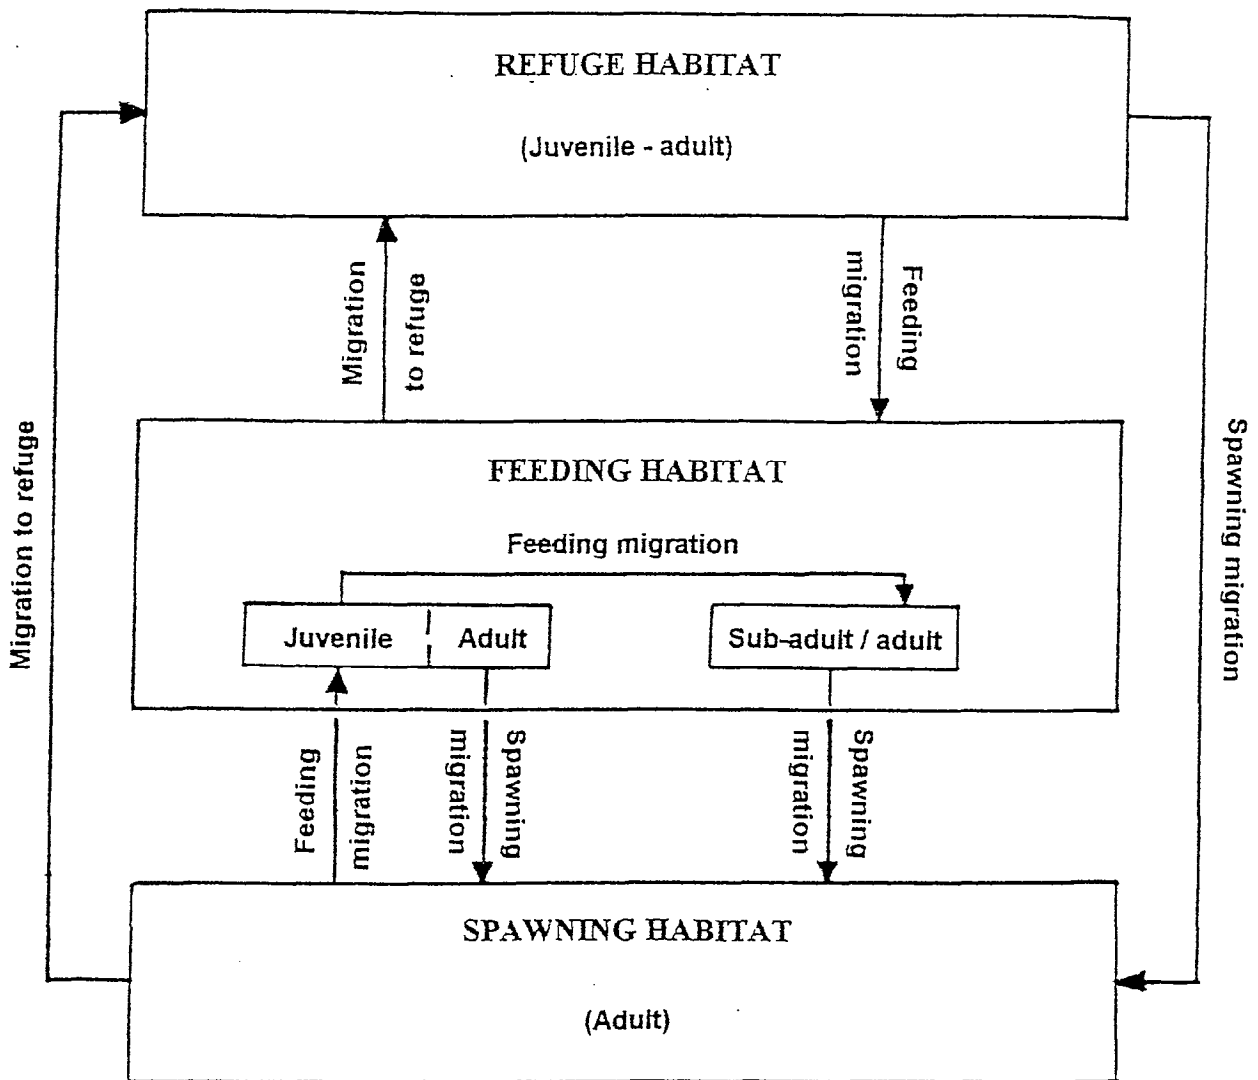 REFUGE HABITAT
(Juvenile - adult)
Migration
to refuge
Feeding
migration
Migration to refuge
Spawning migration
FEEDING HABITAT
Feeding migration
Juvenile
Adult
Sub-adult / adult
Feeding
migration
Spawning
migration
Spawning
migration
SPAWNING HABITAT
(Adult)